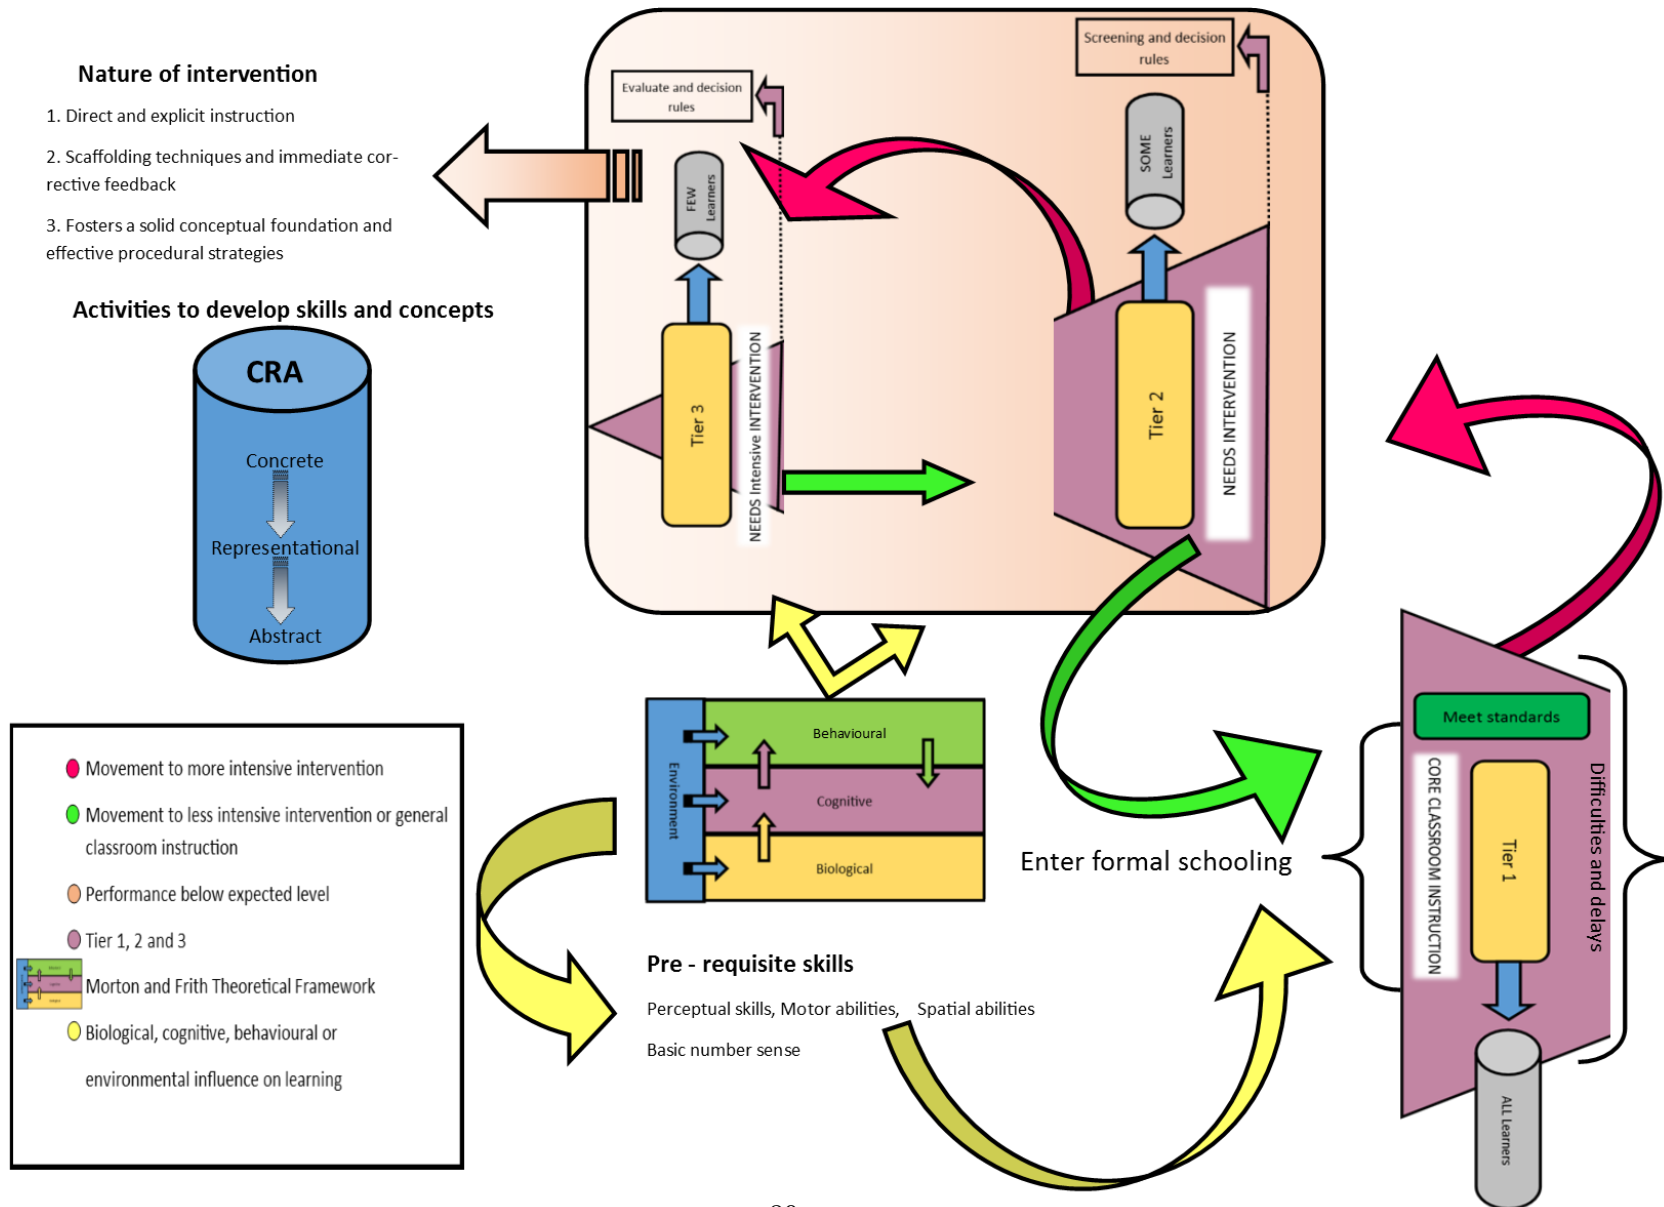 Nature of intervention
1. Direct and explicit instruction
2. Scaffolding techniques and immediate cor-
rective feedback
3. Fosters a solid conceptual foundation and
effective procedural strategies
Activities to develop skills and concepts
CRA
Concrete
Representational
Abstract
Evaluate and decision
rules
FEW
Learners
Tier 3
NEEDS Intensive INTERVENTION
Screening and decision
rules
SOME
Learners
Tier 2
NEEDS INTERVENTION
Movement to more intensive intervention
Movement to less intensive intervention or general
classroom instruction
Performance below expected level
Tier 1, 2 and 3
Morton and Frith Theoretical Framework
Biological, cognitive, behavioural or
environmental influence on learning
Environment
Behavioural
Cognitive
Biological
Pre - requisite skills
Perceptual skills, Motor abilities, Spatial abilities
Basic number sense
Enter formal schooling
Meet standards
CORE CLASSROOM INSTRUCTION
Tier 1
Difficulties and delays
ALL Learners